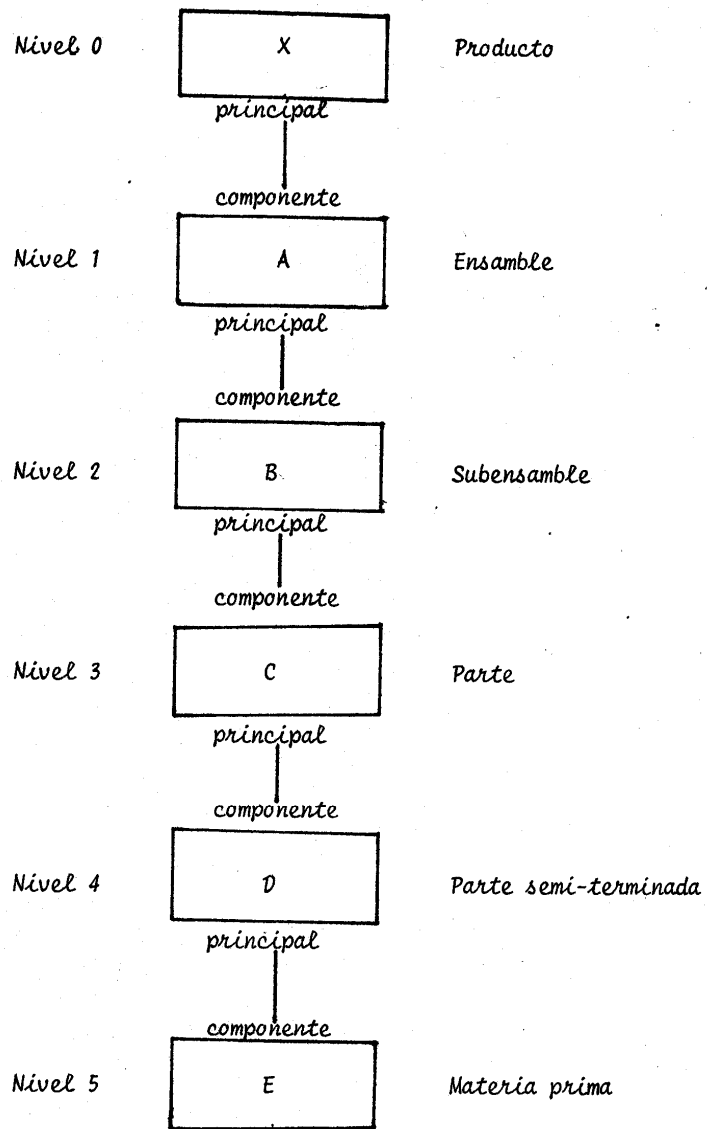 Nivel 0 X Producto
principal
componente
Nivel 1 A Ensamble
principal
componente
Nivel 2 B Subensamble
principal
componente
Nivel 3 C Parte
principal
componente
Nivel 4 D Parte semi-terminada
principal
componente
Nivel 5 E Materia prima